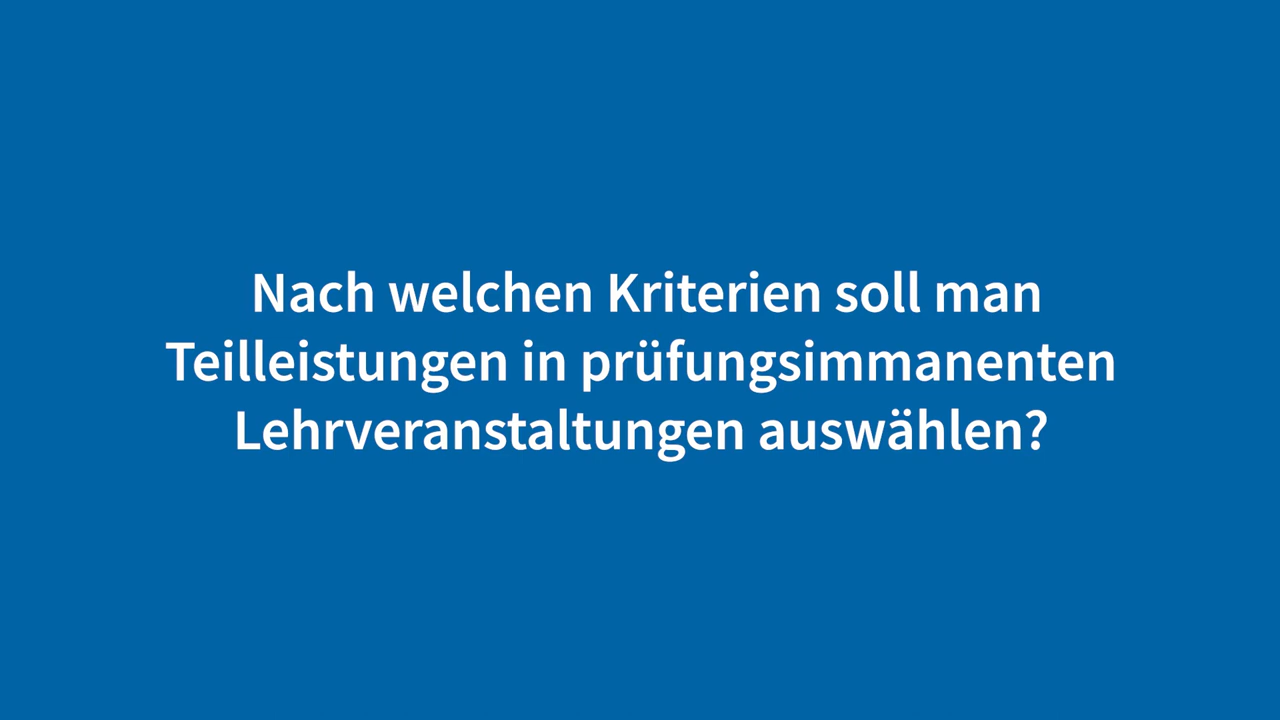 Nach welchen Kriterien soll man
Teilleistungen in prüfungsimmanenten
Lehrveranstaltungen auswählen?